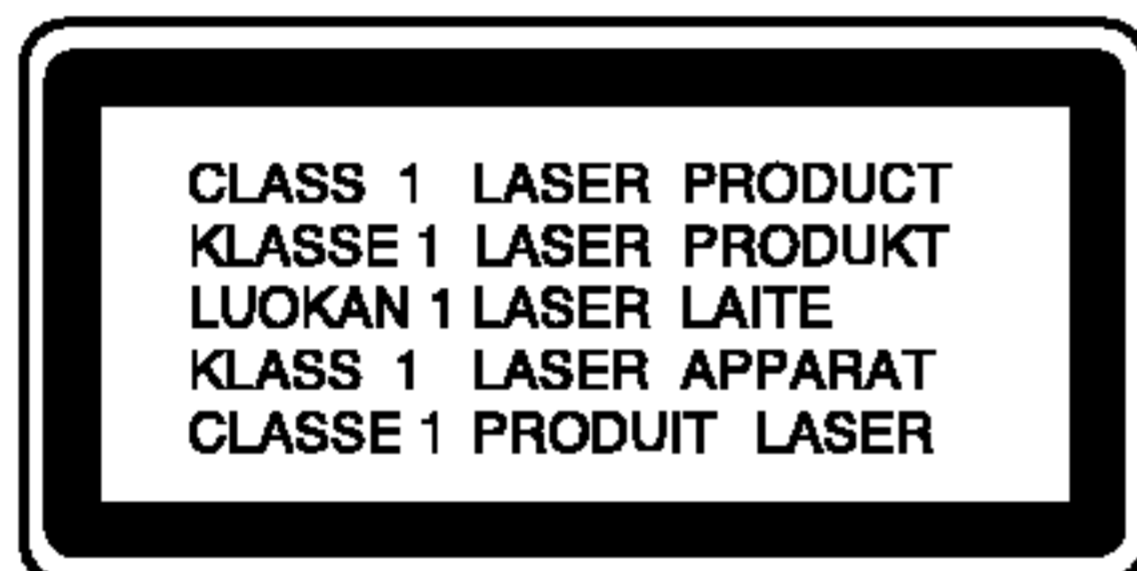 CLASS 1 LASER PRODUCT
KLASSE 1 LASER PRODUKT
LUOKAN 1 LASER LAITE
KLASS 1 LASER APPARAT
CLASSE 1 PRODUIT LASER